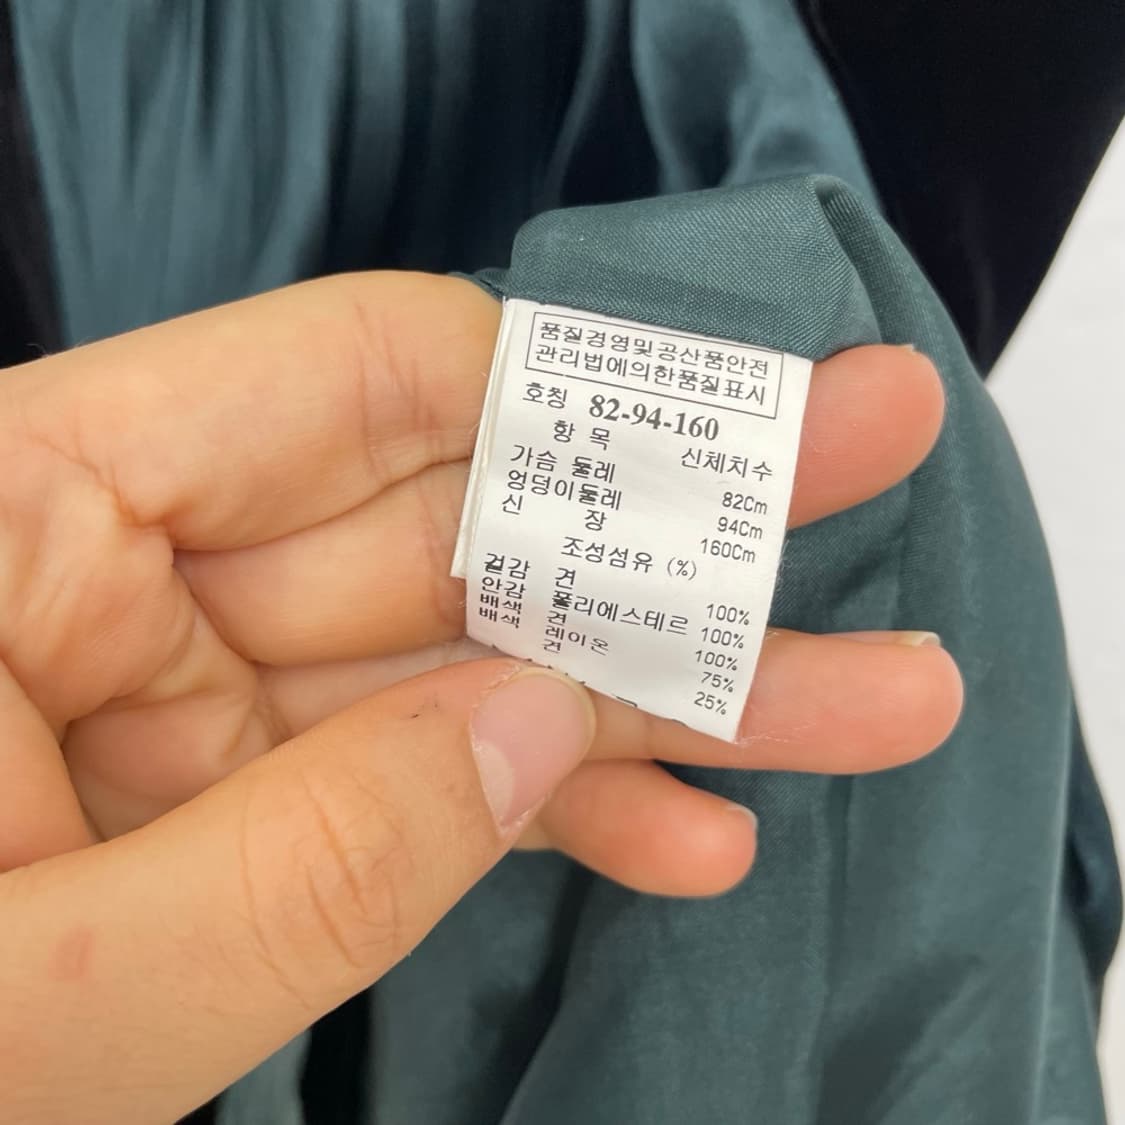 품질경영및공산품안전
관리법에의한품질표시
호칭 82-94-160
항 목 신체치수
가슴 둘레 82Cm
엉덩이둘레 94Cm
신 장 160Cm
조성섬유 (%)
겉감 견 100%
안감 폴리에스테르 100%
배색 견 100%
배색 레이온 75%
견 25%